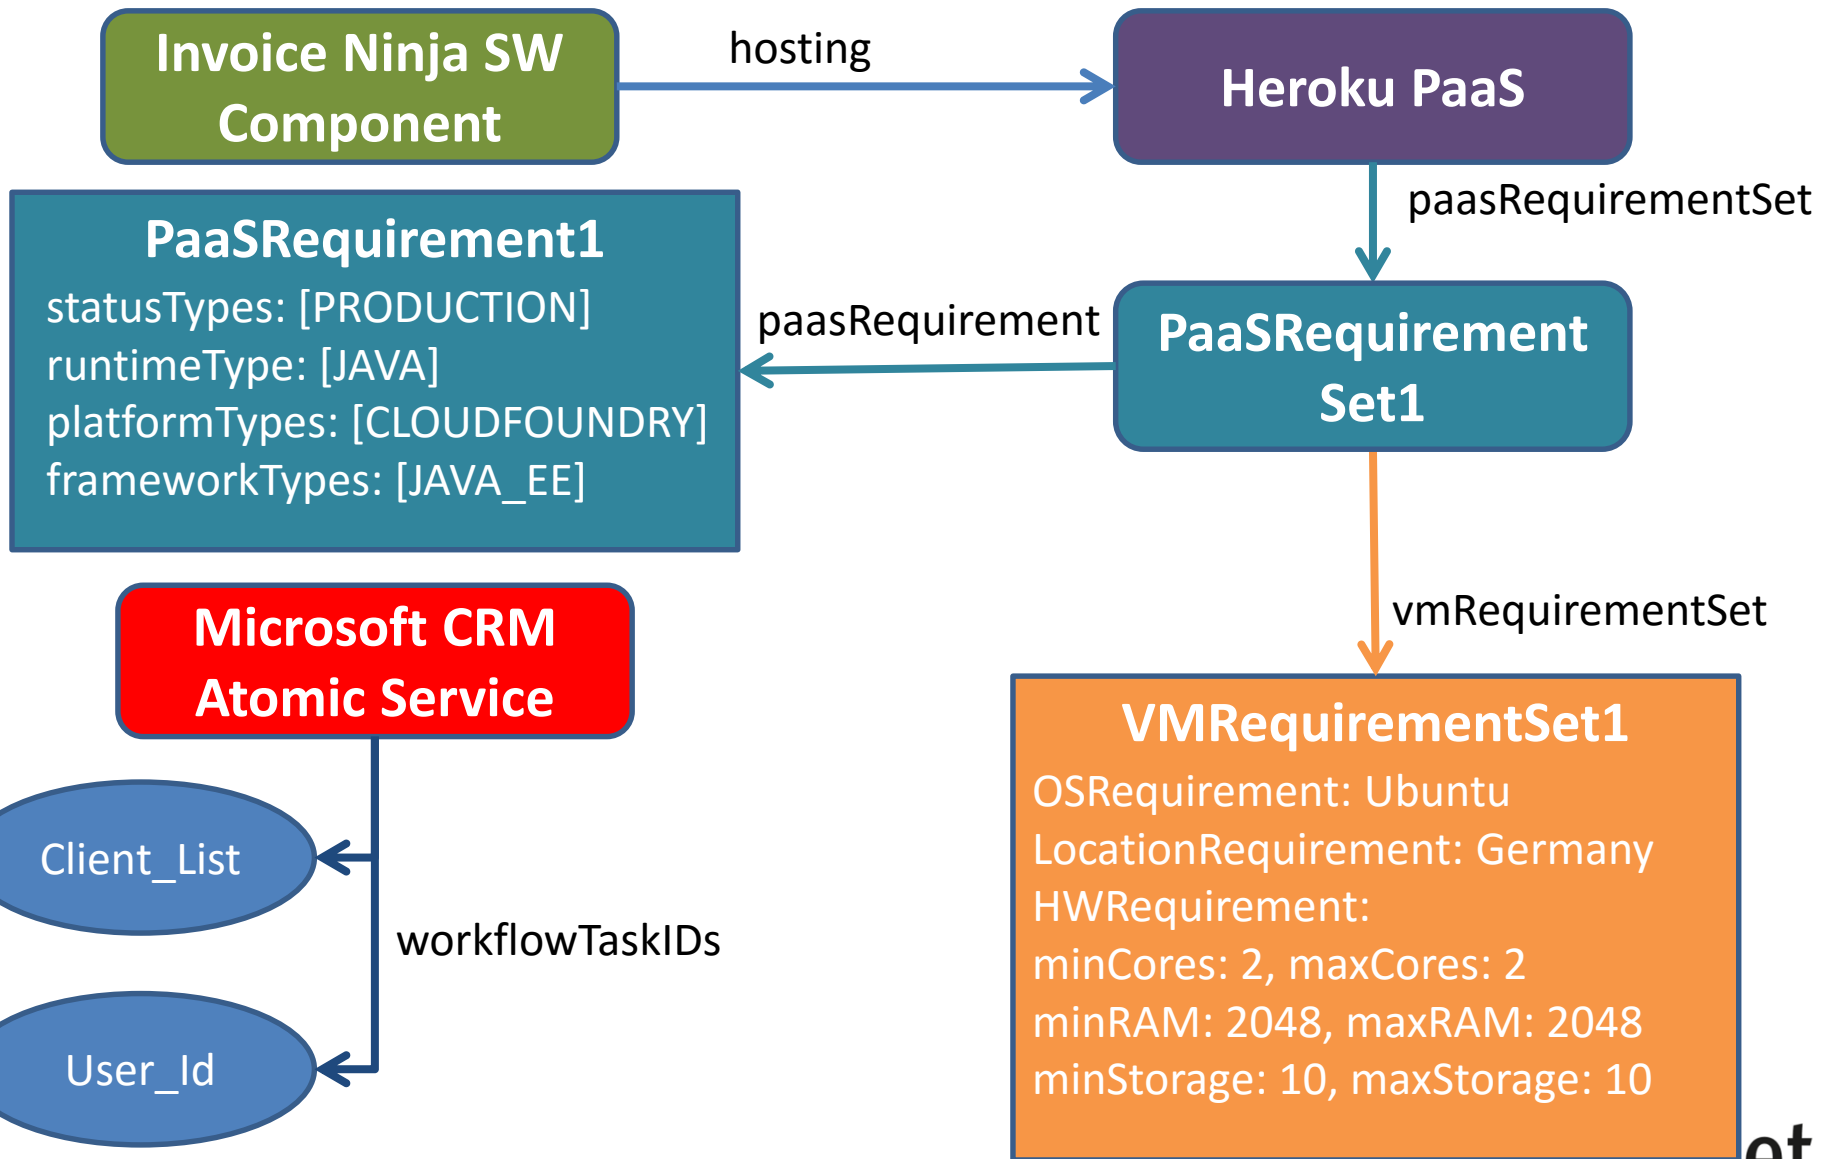 Invoice Ninja SW
Component
hosting
Heroku PaaS
paasRequirementSet
PaaSRequirement1
statusTypes: [PRODUCTION]
runtimeType: [JAVA]
platformTypes: [CLOUDFOUNDRY]
frameworkTypes: [JAVA_EE]
paasRequirement
PaaSRequirement
Set1
vmRequirementSet
Microsoft CRM
Atomic Service
Client_List
workflowTaskIDs
User_Id
VMRequirementSet1
OSRequirement: Ubuntu
LocationRequirement: Germany
HWRequirement:
minCores: 2, maxCores: 2
minRAM: 2048, maxRAM: 2048
minStorage: 10, maxStorage: 10